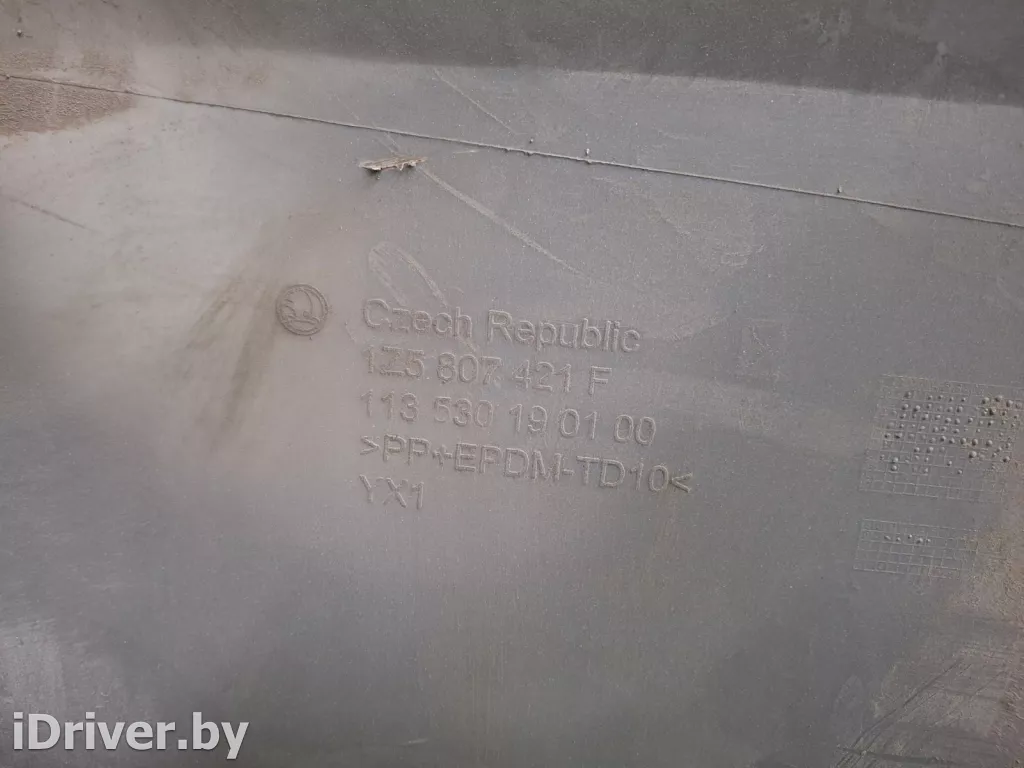 Czech Republic
1Z5 807 421 F
113 530 19 01 00
>PP+EPDM-TD10<
YX1
iDriver.by